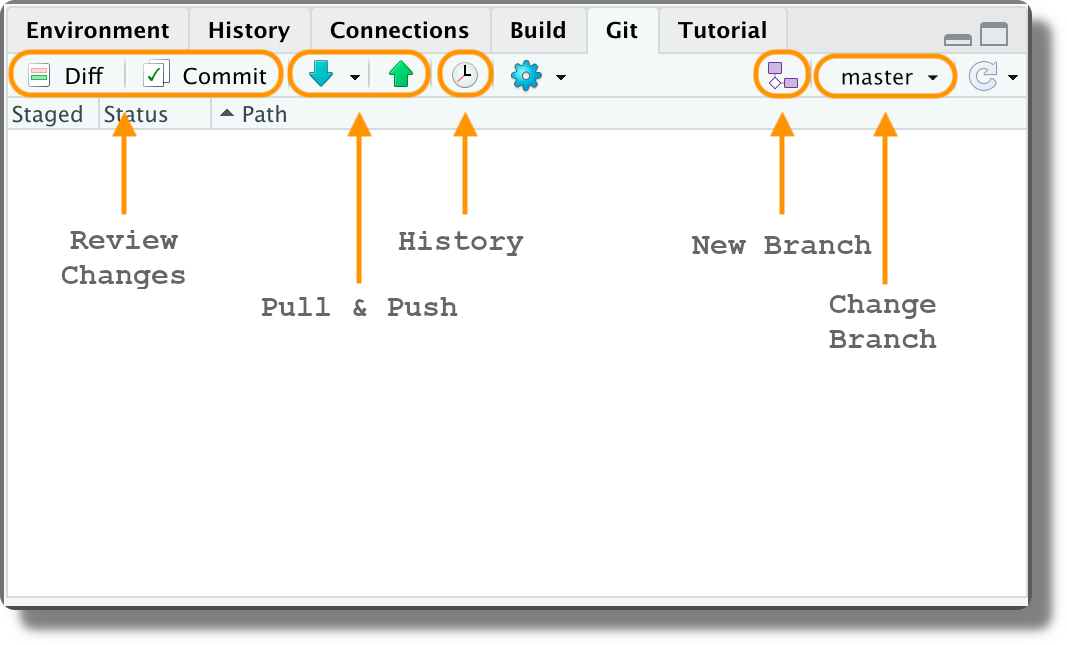 Environment History Connections Build Git Tutorial
Diff Commit master
Staged Status Path
Review
Changes
Pull & Push
History
New Branch
Change
Branch